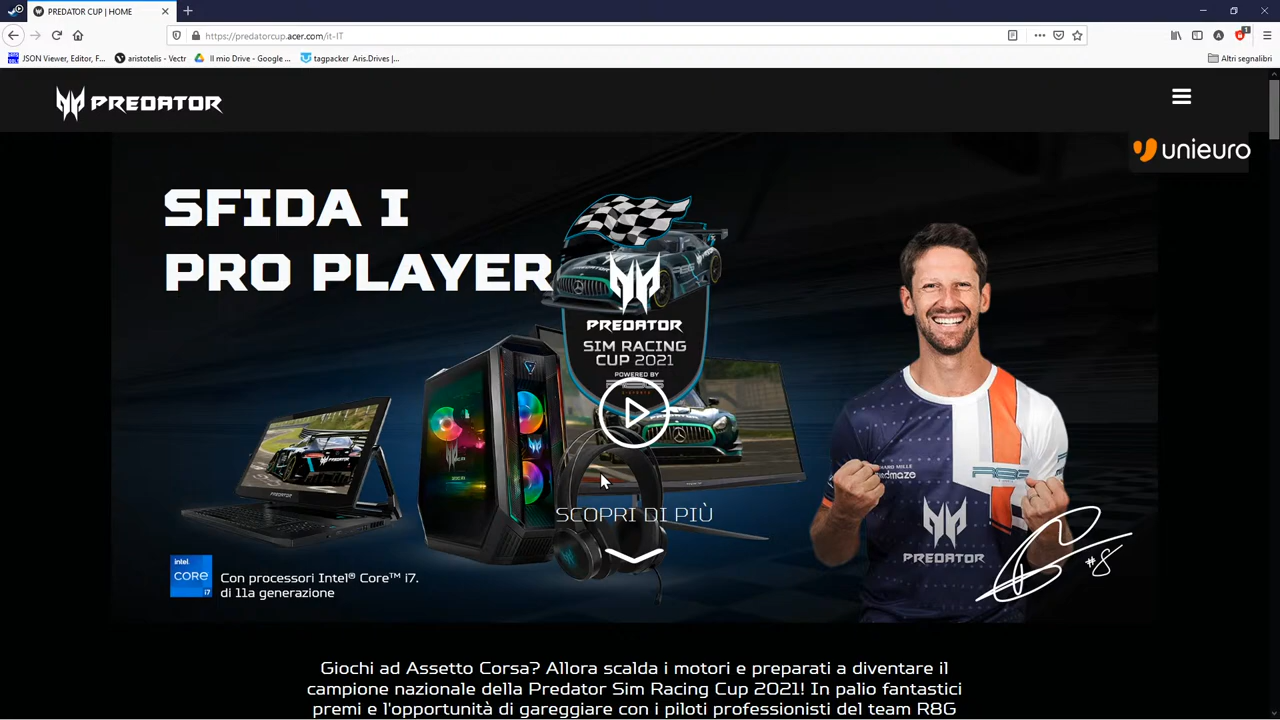 PREDATOR CUP | HOME
https://predatorcup.acer.com/it-IT
1
JSON Viewer, Editor, F...
aristotelis - Vectr
Il mio Drive - Google ...
tagpacker Aris.Drives |...
Altri segnalibri
PREDATOR
unieuro
SFIDA I
PRO PLAYER
PREDATOR
SIM RACING
CUP 2021
POWERED BY
R8G
PREDATOR
SCOPRI DI PIÙ
intel
CORE
i7
Con processori Intel® Core™ i7.
di 11a generazione
R8G
PREDATOR
#8
Giochi ad Assetto Corsa? Allora scalda i motori e preparati a diventare il
campione nazionale della Predator Sim Racing Cup 2021! In palio fantastici
premi e l'opportunità di gareggiare con i piloti professionisti del team R8G